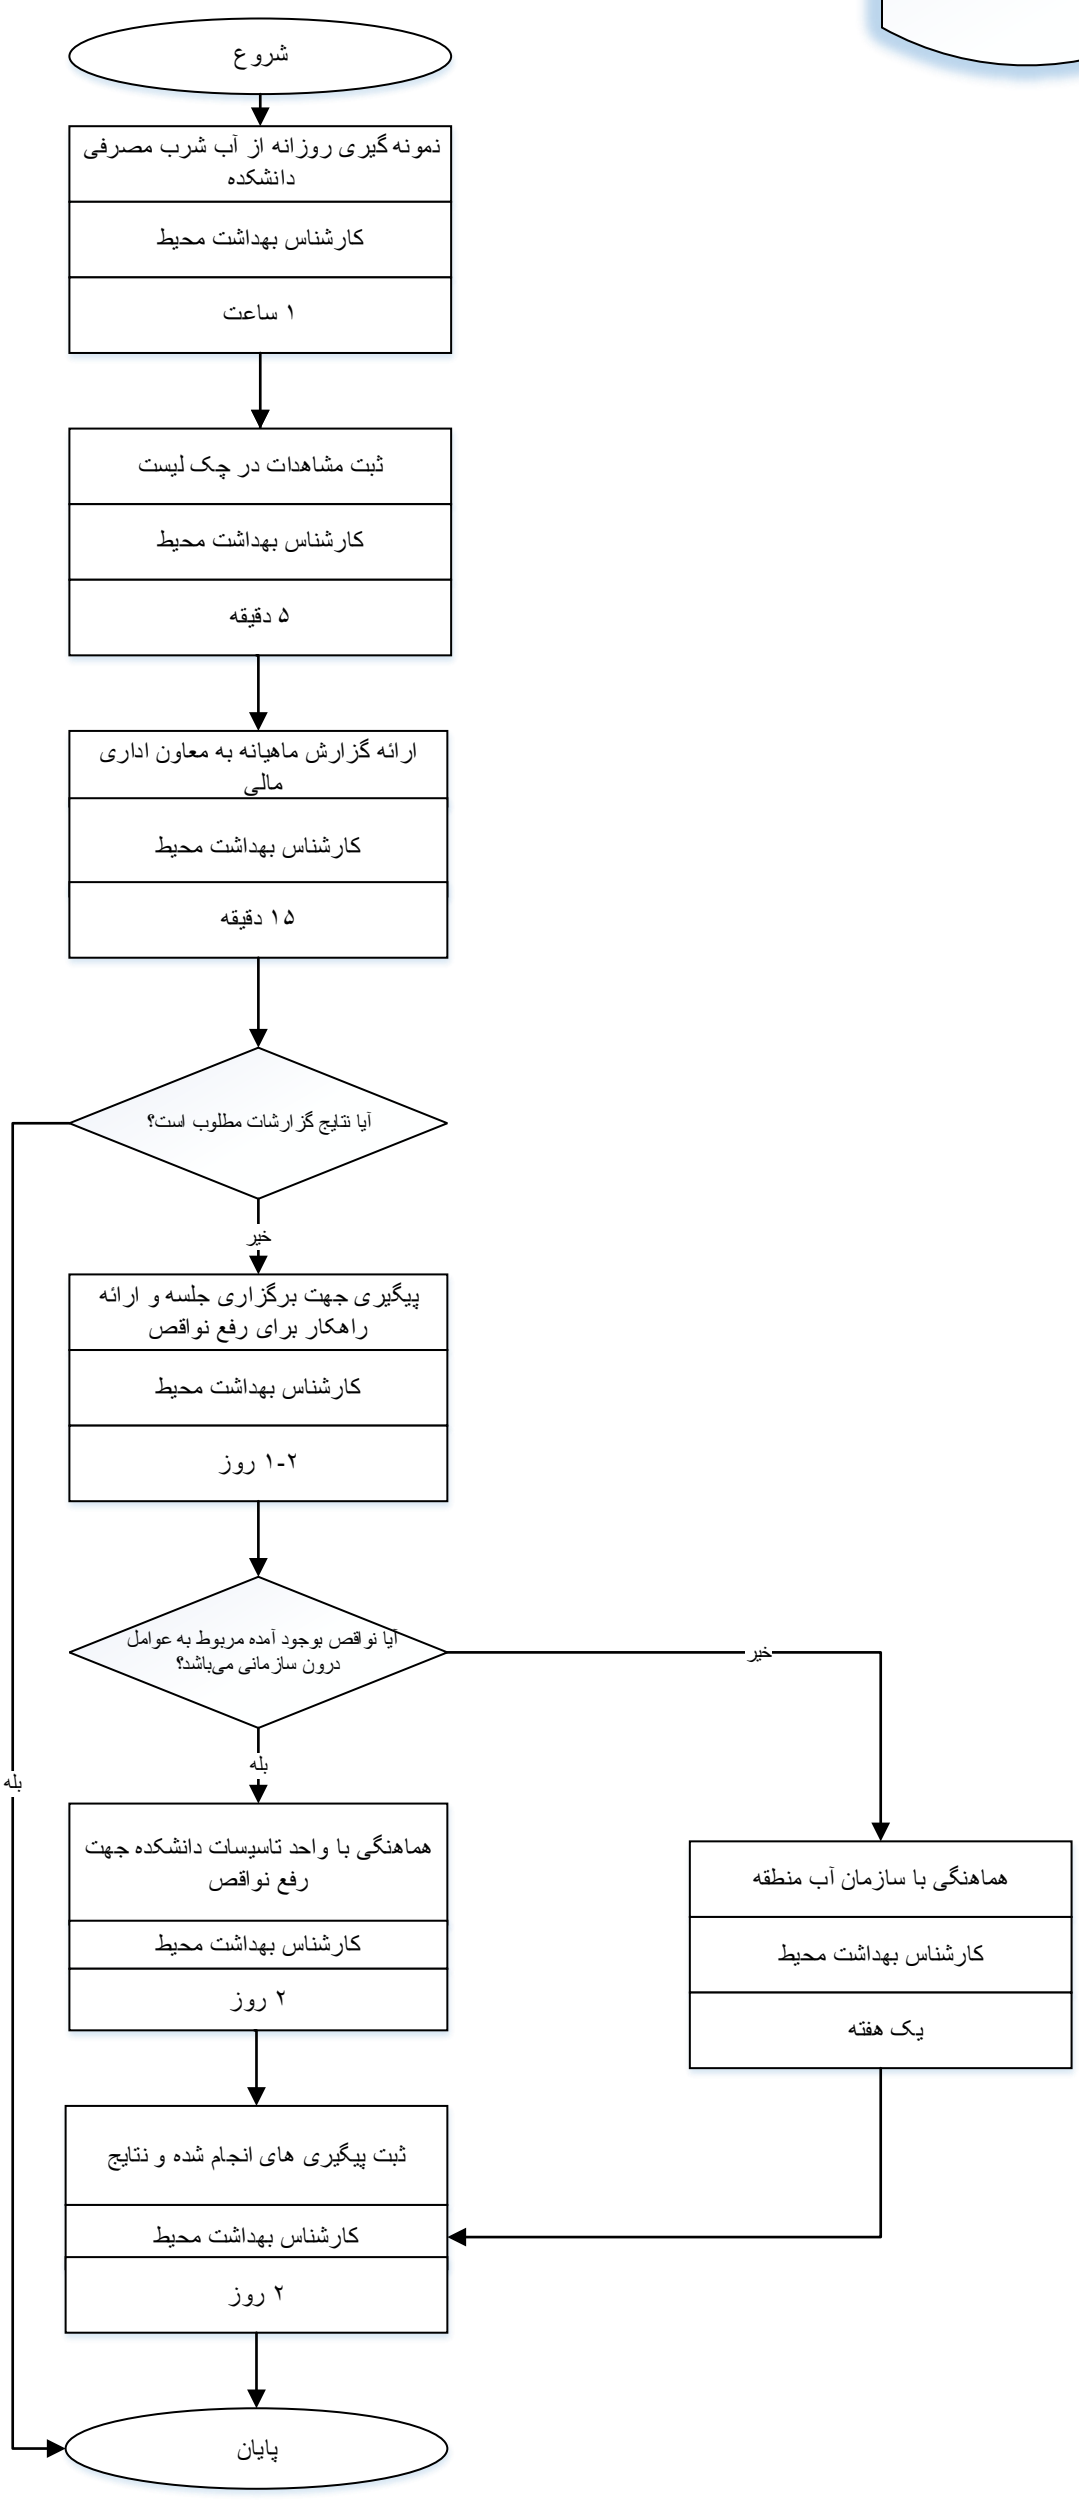 شروع
نمونه گیری روزانه از آب شرب مصرفی
دانشکده
کارشناس بهداشت محیط
۱ ساعت
ثبت مشاهدات در چک لیست
کارشناس بهداشت محیط
۵ دقیقه
ارائه گزارش ماهیانه به معاون اداری
مالی
کارشناس بهداشت محیط
۱۵ دقیقه
آیا نتایج گزارشات مطلوب است؟
خیر
پیگیری جهت برگزاری جلسه و ارائه
راهکار برای رفع نواقص
کارشناس بهداشت محیط
۱-۲ روز
آیا نواقص بوجود آمده مربوط به عوامل
درون سازمانی می‌باشد؟
خیر
بله
بله
هماهنگی با واحد تاسیسات دانشکده جهت
رفع نواقص
کارشناس بهداشت محیط
۲ روز
هماهنگی با سازمان آب منطقه
کارشناس بهداشت محیط
یک هفته
ثبت پیگیری های انجام شده و نتایج
کارشناس بهداشت محیط
۲ روز
پایان